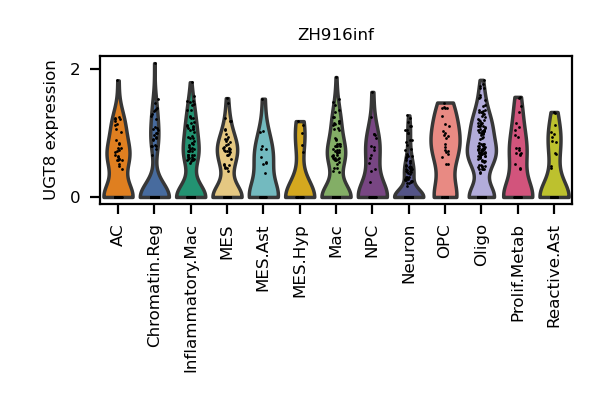 ZH916inf
UGT8 expression
2
0
AC
Chromatin.Reg
Inflammatory.Mac
MES
MES.Ast
MES.Hyp
Mac
NPC
Neuron
OPC
Oligo
Prolif.Metab
Reactive.Ast